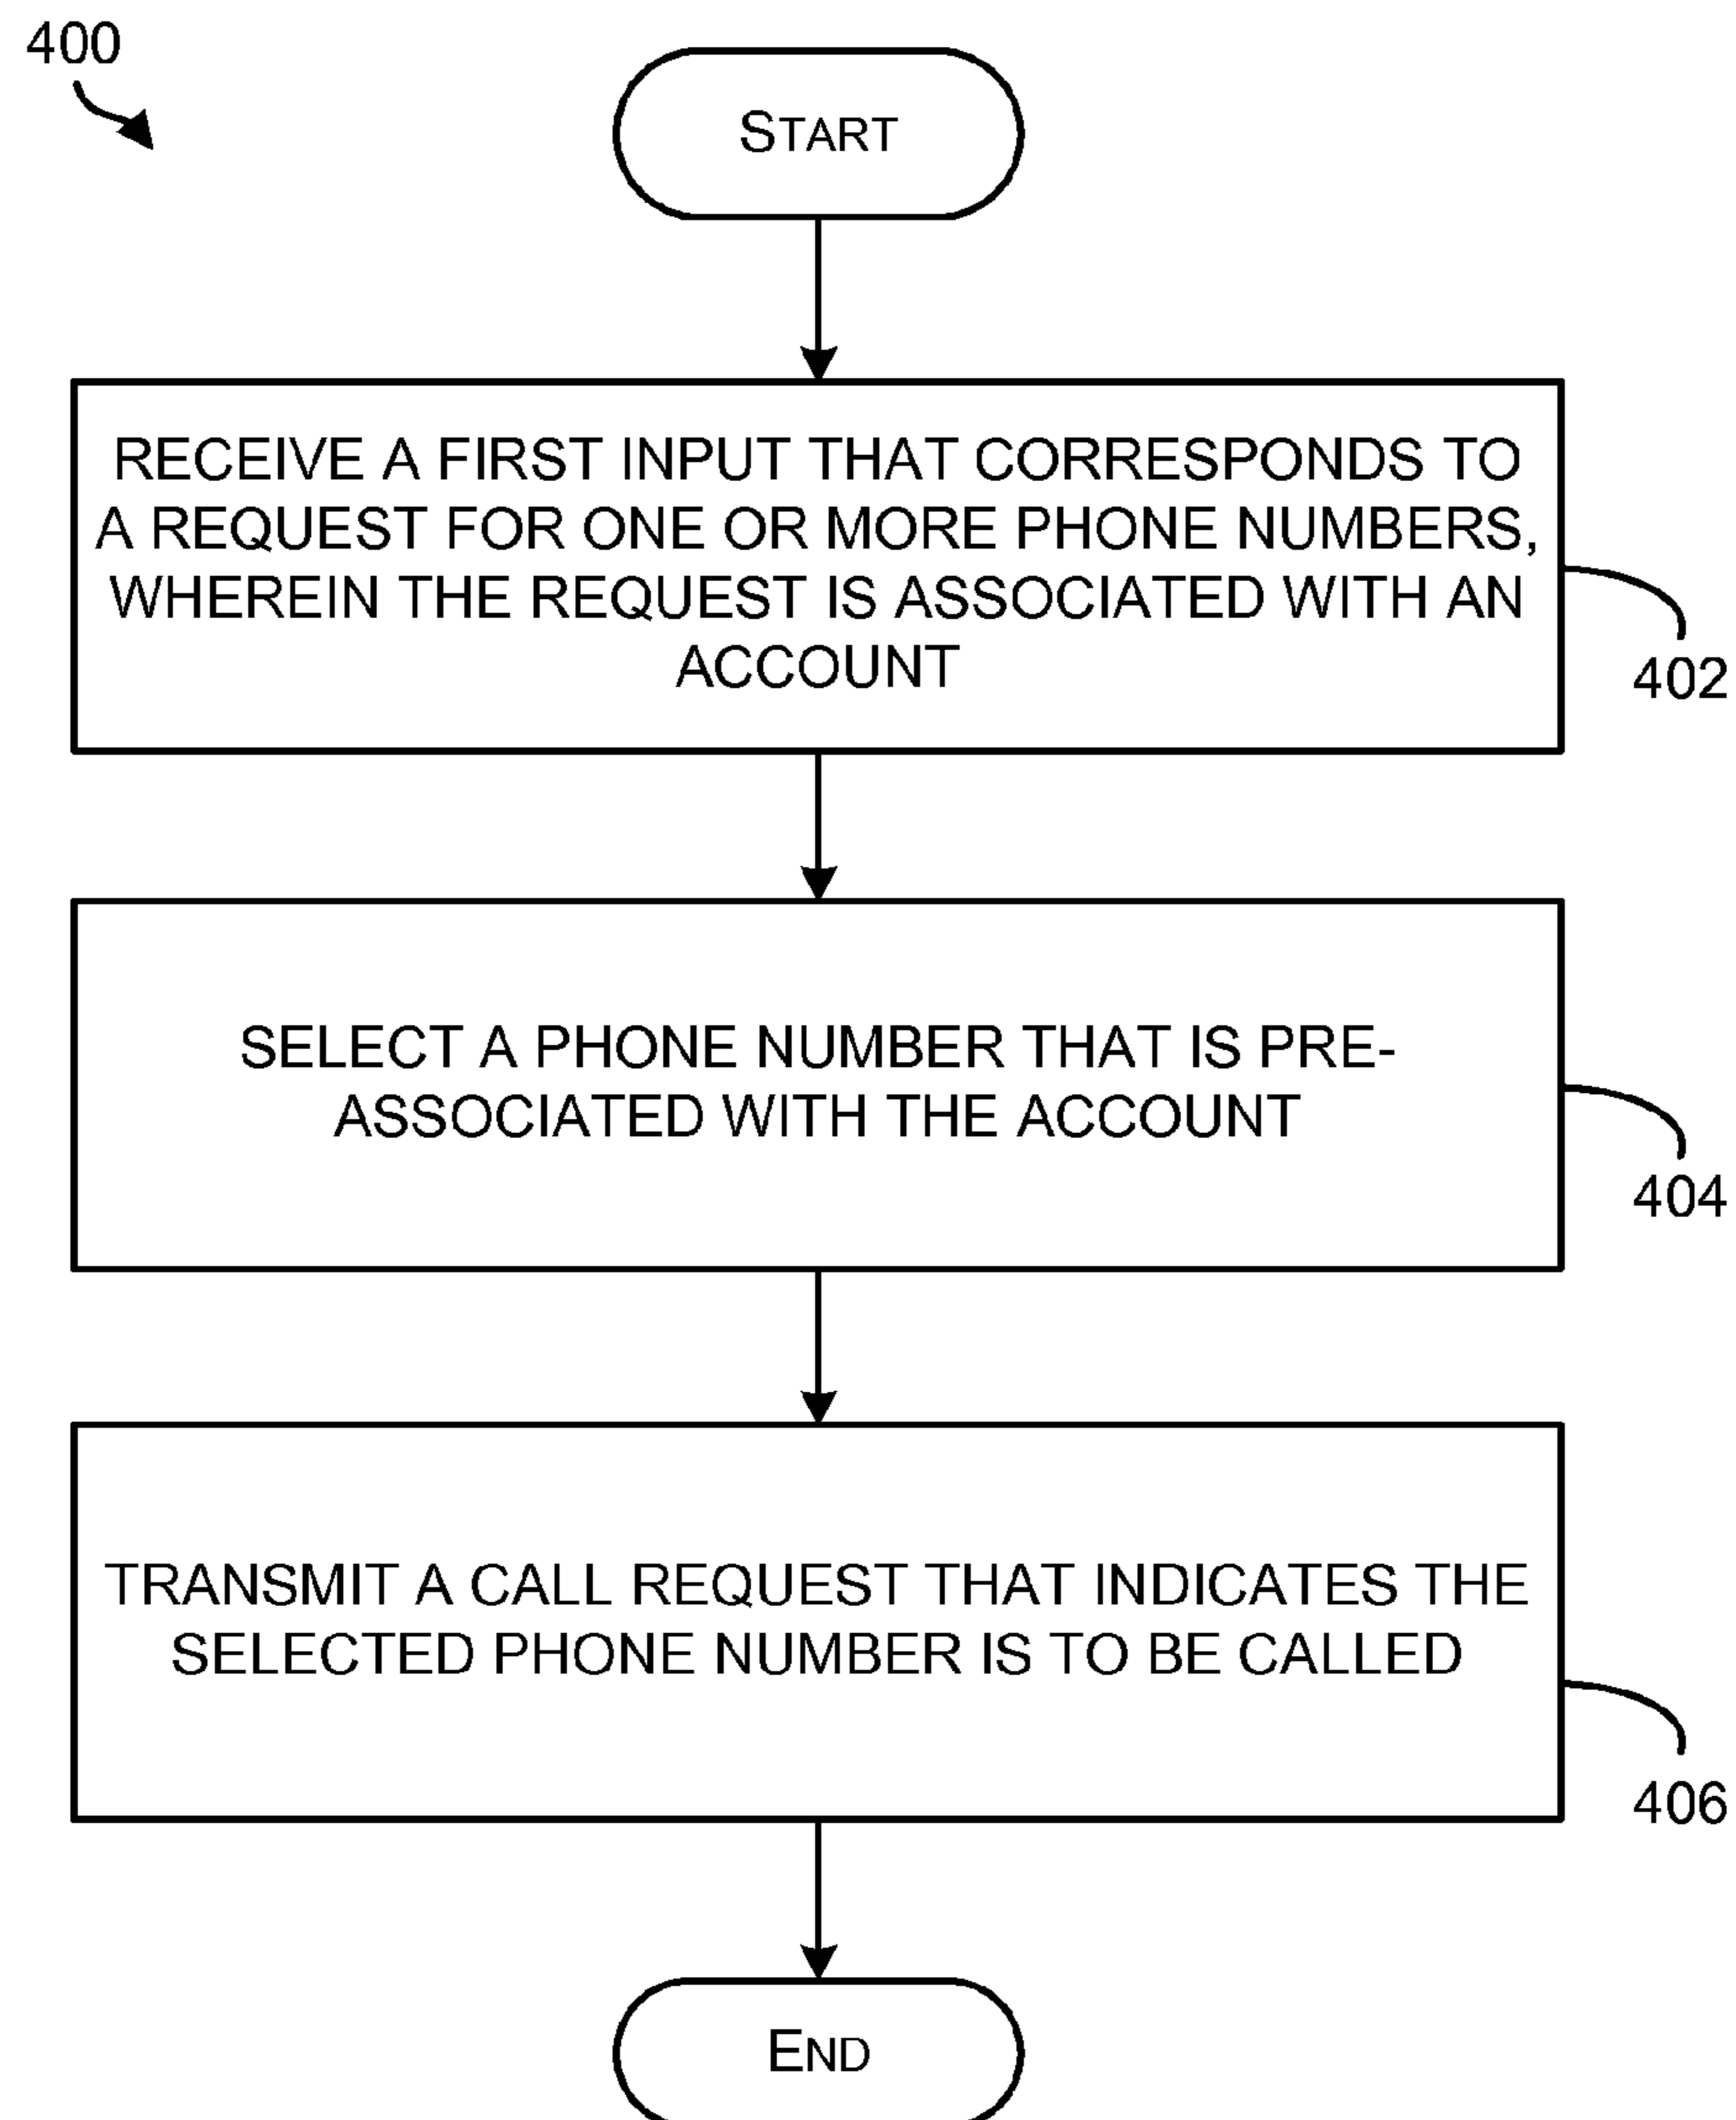 400
START
RECEIVE A FIRST INPUT THAT CORRESPONDS TO
A REQUEST FOR ONE OR MORE PHONE NUMBERS,
WHEREIN THE REQUEST IS ASSOCIATED WITH AN
ACCOUNT
402
SELECT A PHONE NUMBER THAT IS PRE-
ASSOCIATED WITH THE ACCOUNT
404
TRANSMIT A CALL REQUEST THAT INDICATES THE
SELECTED PHONE NUMBER IS TO BE CALLED
406
END